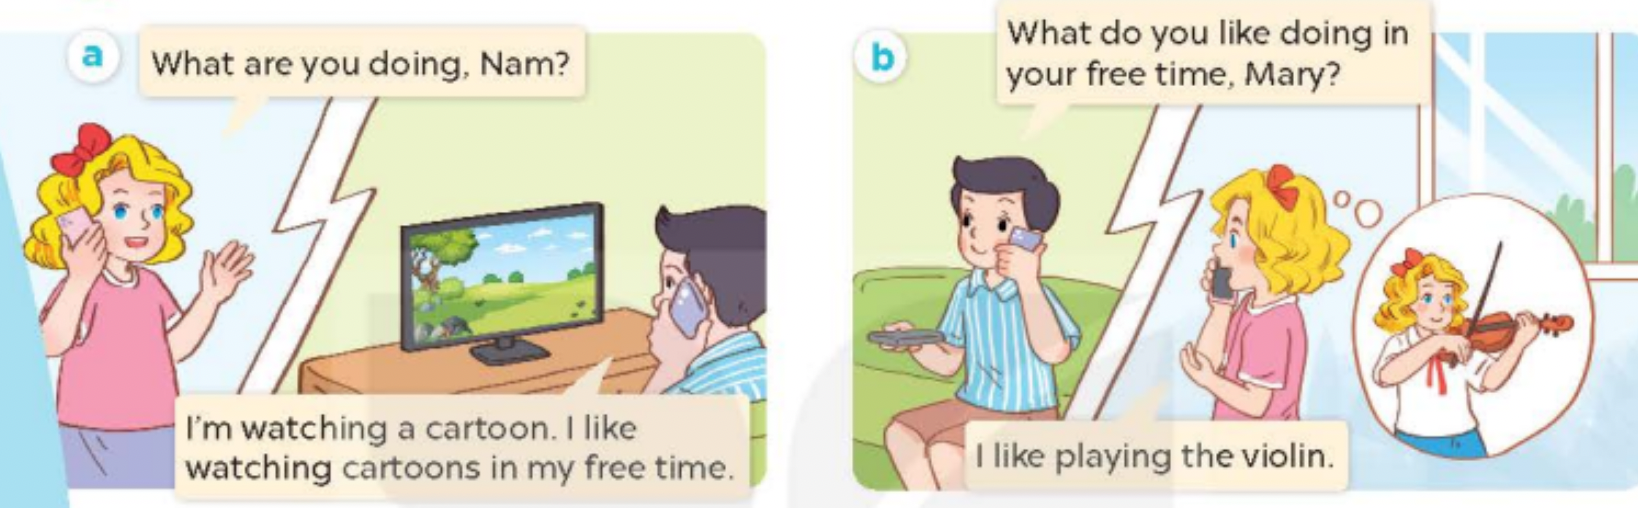 a
What are you doing, Nam?
I'm watching a cartoon. I like
watching cartoons in my free time.
b
What do you like doing in
your free time, Mary?
I like playing the violin.